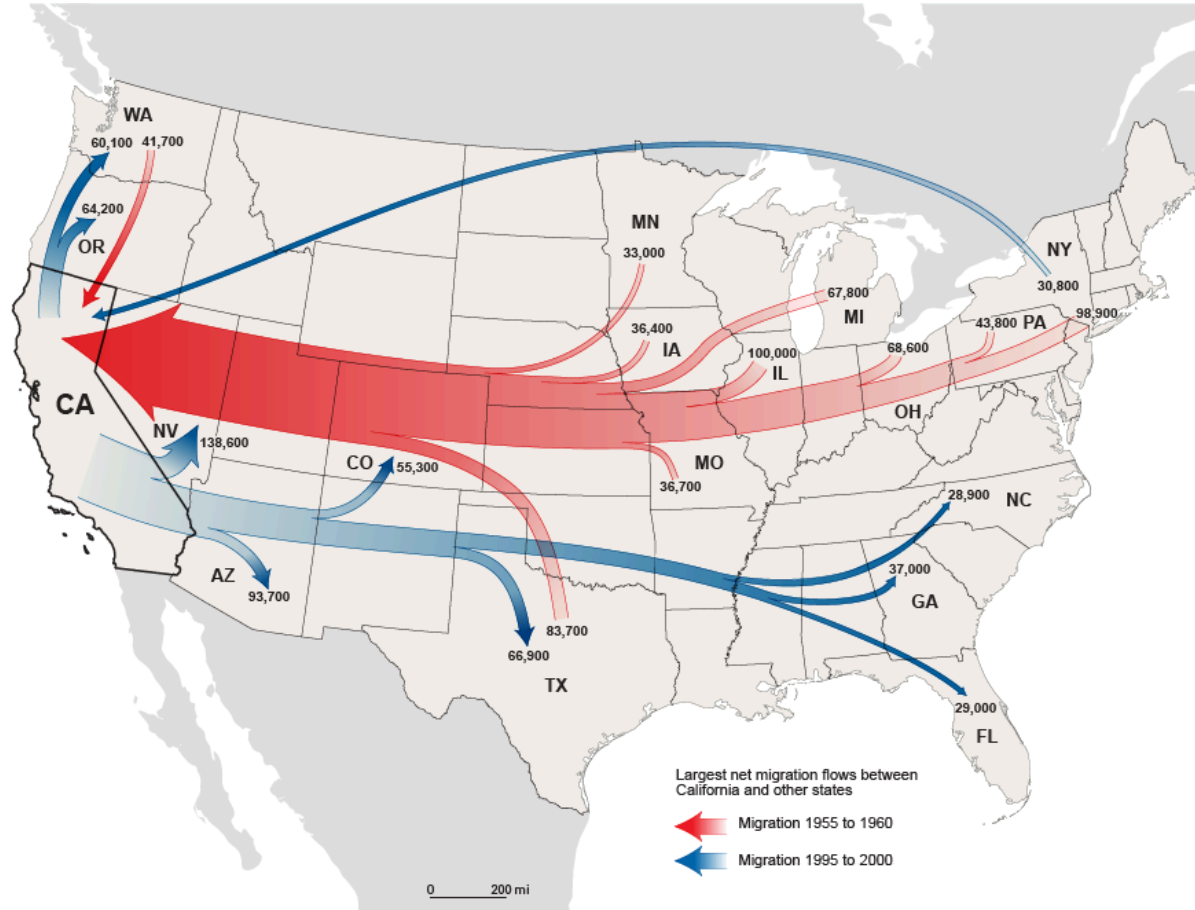 WA
60,100 41,700
64,200
OR
MN
33,000
NY
30,800
67,800
MI
36,400
IA
43,800 PA 98,900
100,000
IL
68,600
OH
CA
NV
138,600
CO 55,300
MO
36,700
28,900 NC
AZ
93,700
37,000
GA
83,700
66,900
TX
29,000
FL
Largest net migration flows between
California and other states
Migration 1955 to 1960
Migration 1995 to 2000
0 200 mi